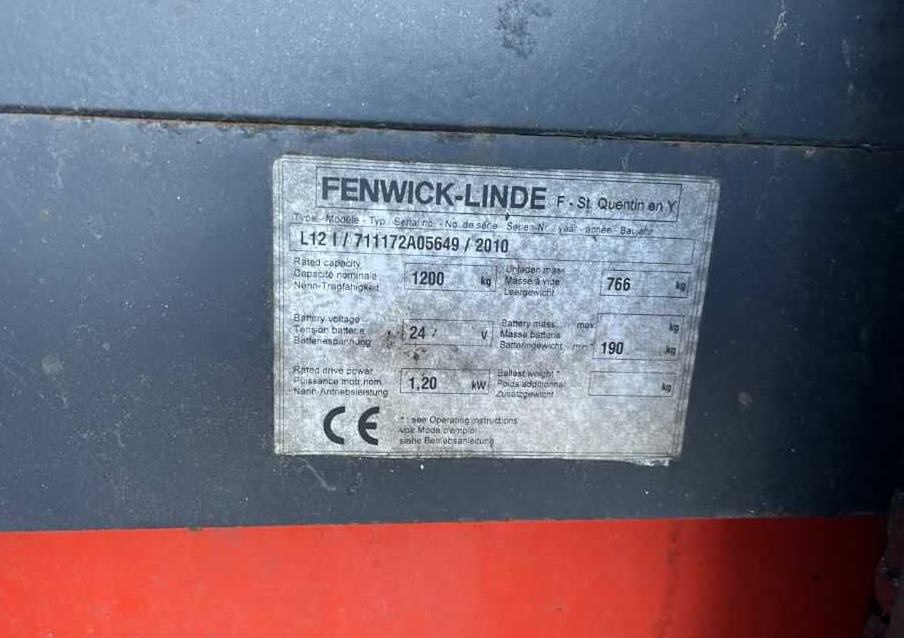 FENWICK-LINDE F - St. Quentin en Y
Type - Modèle - Typ / Serial no. - No. de série - Serien-Nr. / year - année - Baujahr
L12 I / 711172A05649 / 2010
Rated capacity
Capacité nominale
Nenn-Tragfähigkeit
1200 kg
Unladen mass
Masse à vide
Leergewicht
766 kg
Battery voltage
Tension batterie
Batteriespannung
24 / V
Battery mass max
Masse batterie
Batteriegewicht min *
kg
190 kg
Rated drive power
Puissance motr.nom.
Nenn-Antriebsleistung
1,20 kW
Ballast weight *
Poids additionnel
Zusatzgewicht
kg
CE
* : see Operating instructions
voir Mode d'emploi
siehe Betriebsanleitung